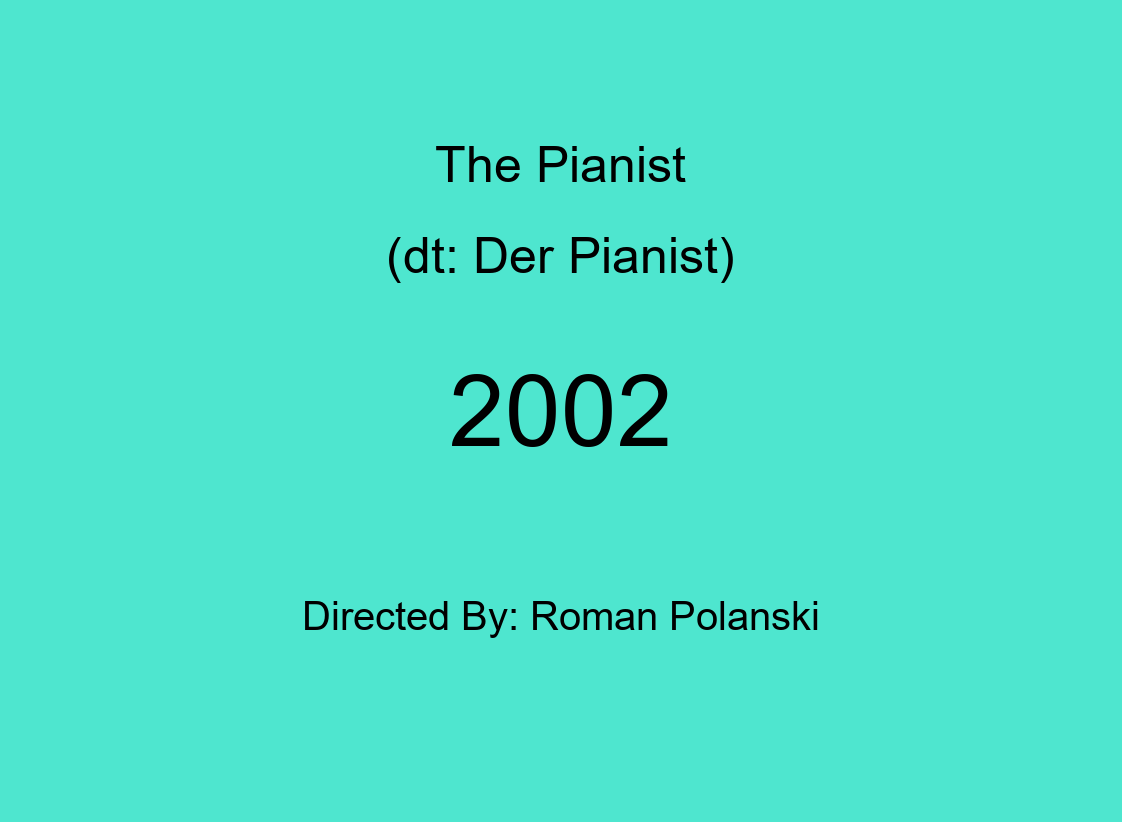 The Pianist
(dt: Der Pianist)
2002
Directed By: Roman Polanski